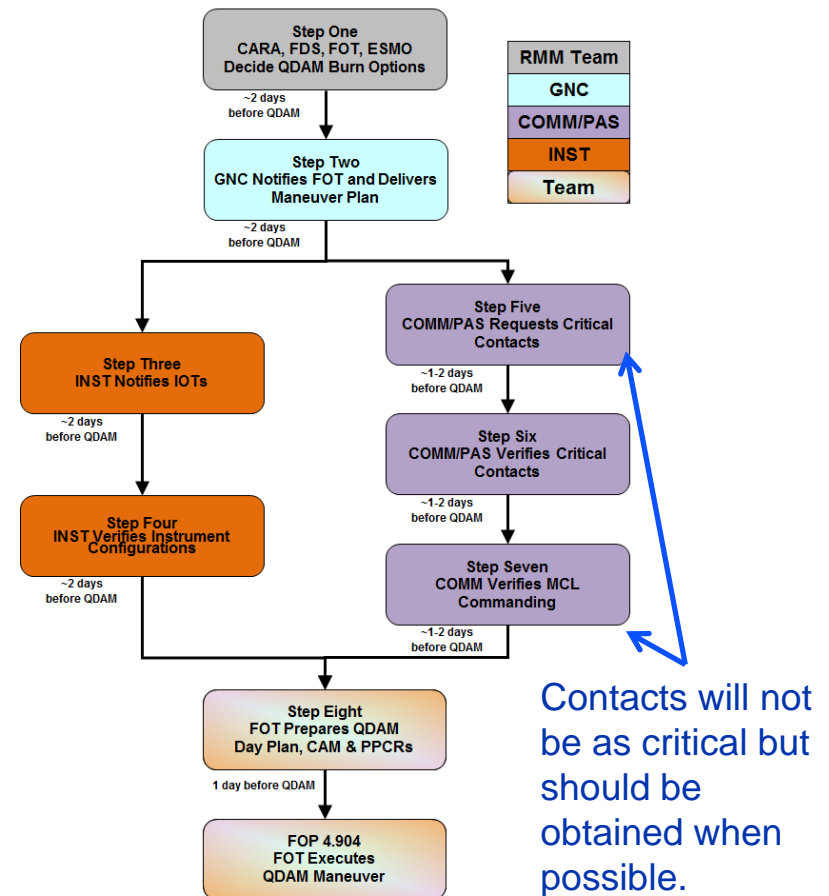 Step One
CARA, FDS, FOT, ESMO
Decide QDAM Burn Options
RMM Team
GNC
COMM/PAS
INST
Team
~2 days
before QDAM
Step Two
GNC Notifies FOT and Delivers
Maneuver Plan
~2 days
before QDAM
Step Three
INST Notifies IOTs
~2 days
before QDAM
Step Four
INST Verifies Instrument
Configurations
~2 days
before QDAM
Step Five
COMM/PAS Requests Critical
Contacts
~1-2 days
before QDAM
Step Six
COMM/PAS Verifies Critical
Contacts
~1-2 days
before QDAM
Step Seven
COMM Verifies MCL
Commanding
~1-2 days
before QDAM
Contacts will not
be as critical but
should be
obtained when
possible.
Step Eight
FOT Prepares QDAM
Day Plan, CAM & PPCRs
1 day before QDAM
FOP 4.904
FOT Executes
QDAM Maneuver